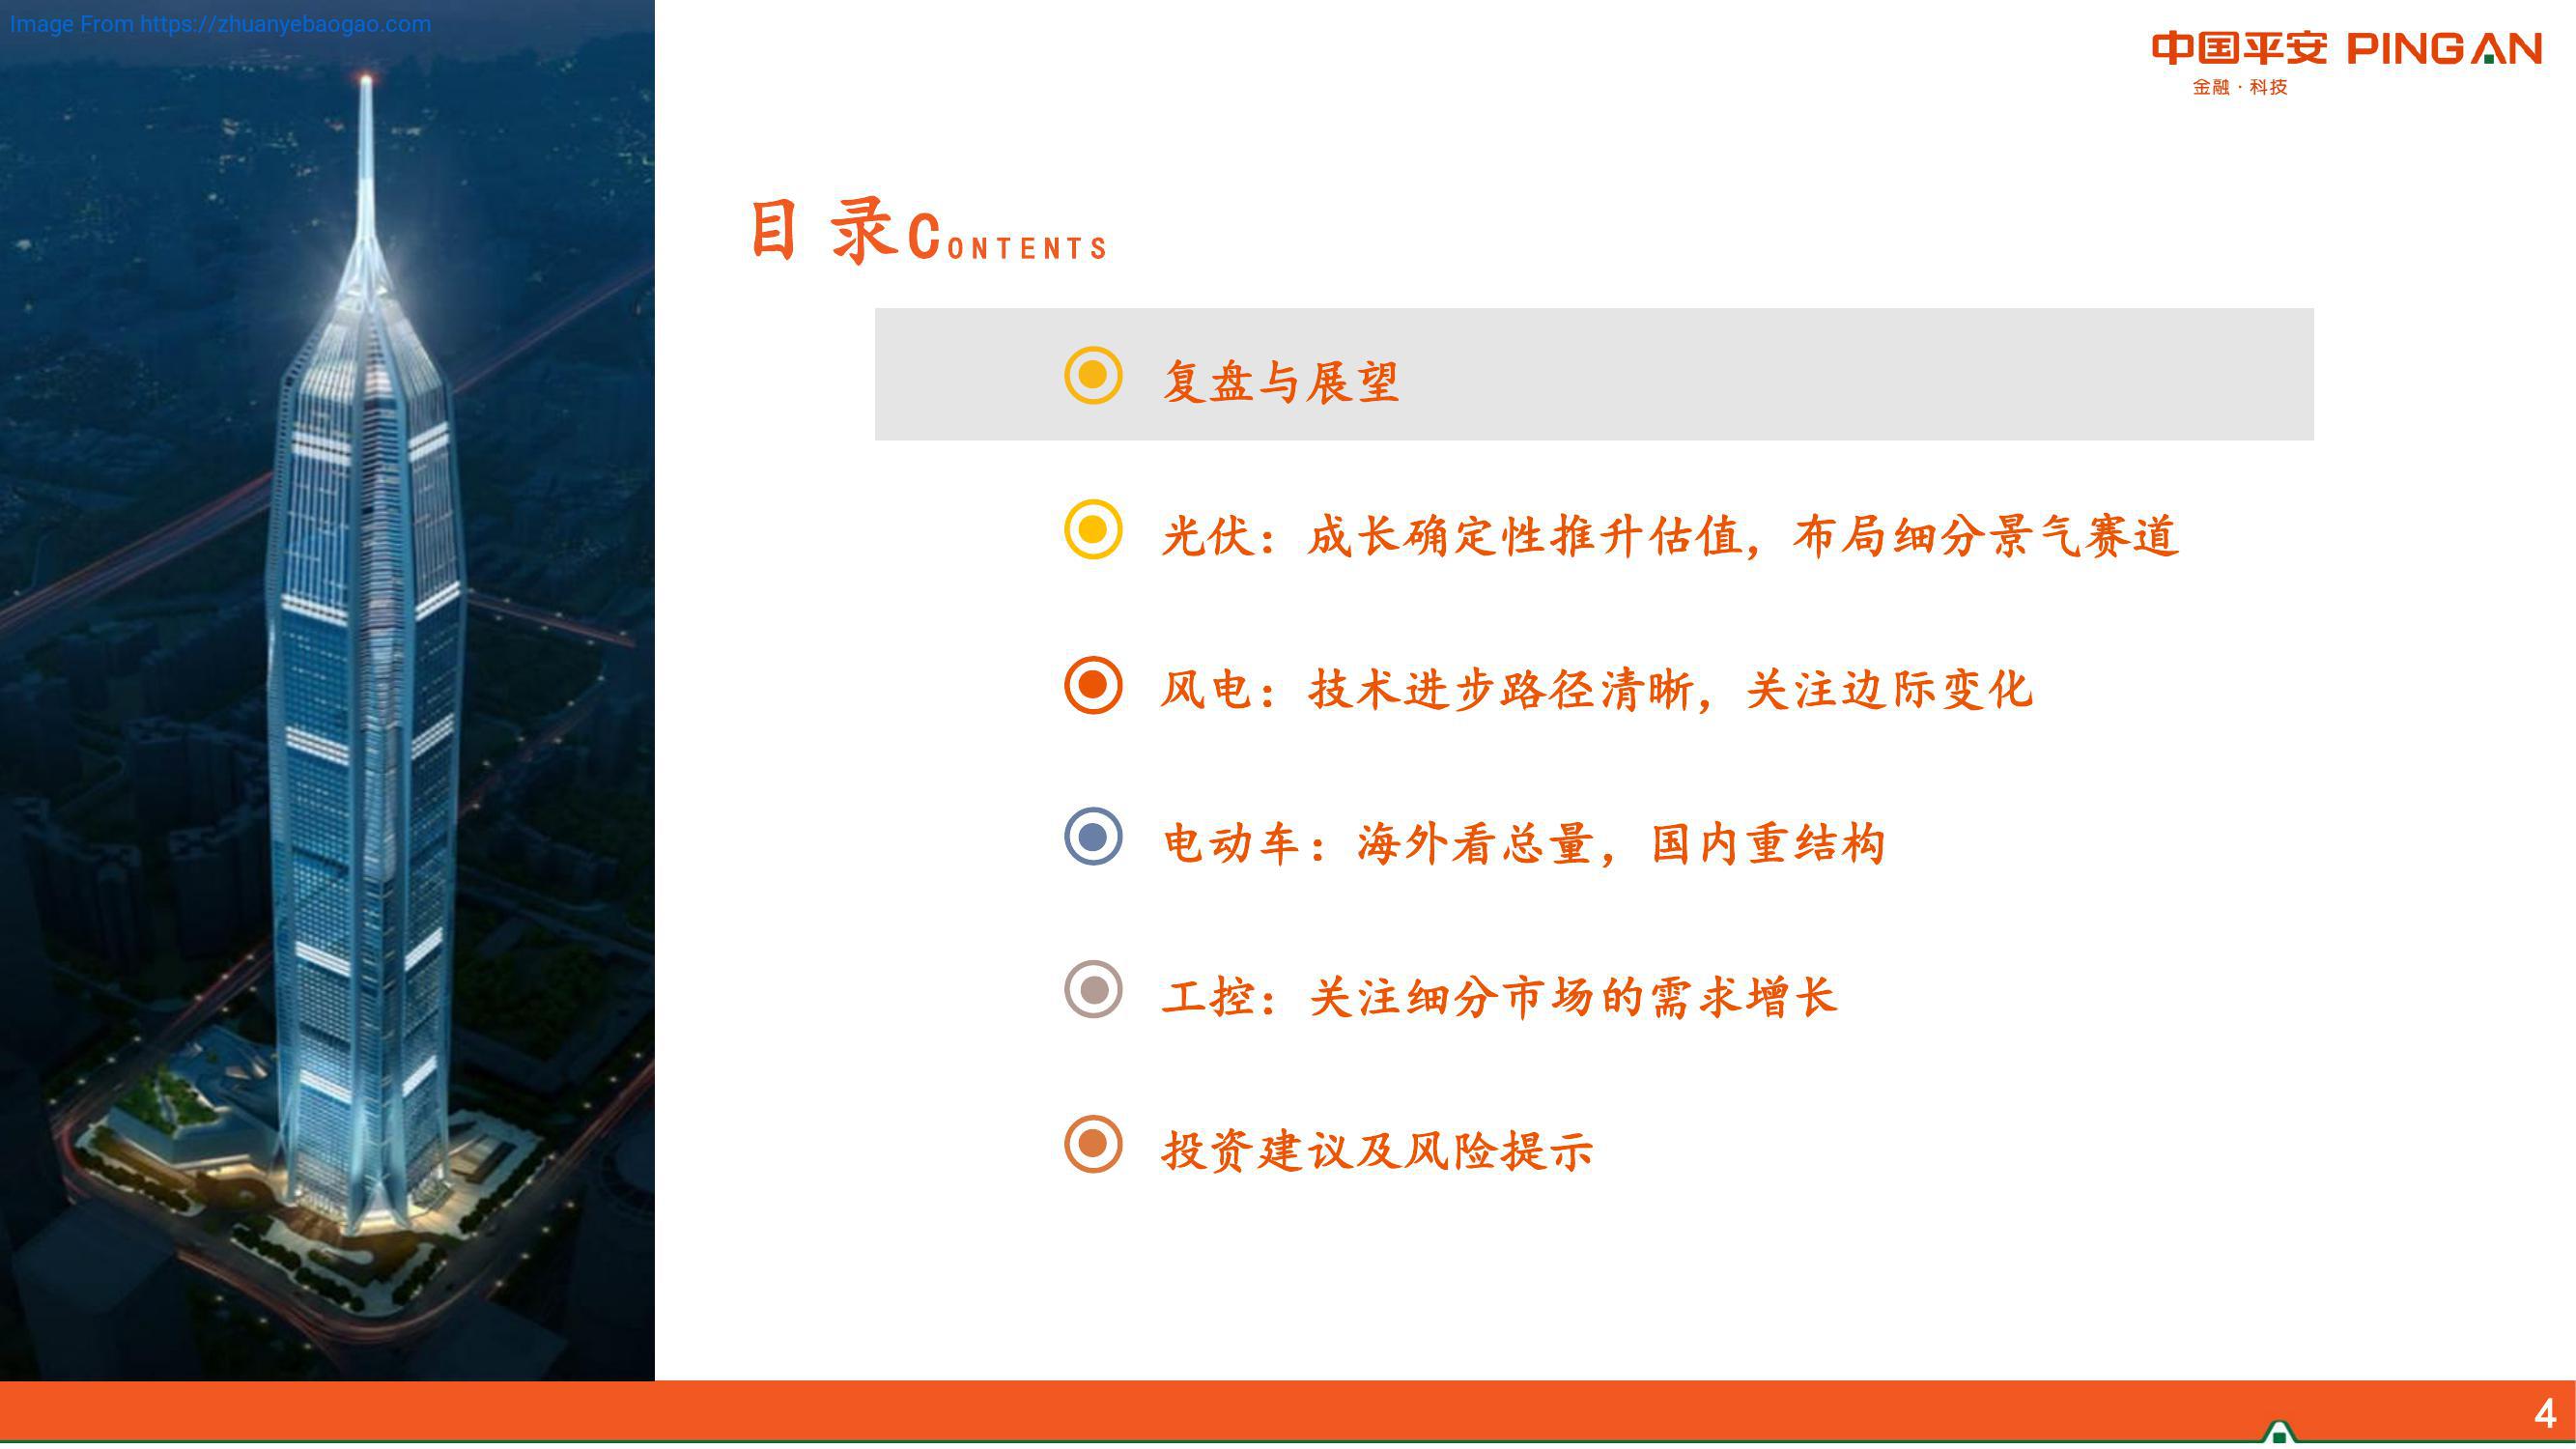 Image From https://zhuanyebaogao.com
中国平安 PINGAN
金融·科技
目录CONTENTS
复盘与展望
光伏：成长确定性推升估值，布局细分景气赛道
风电：技术进步路径清晰，关注边际变化
电动车：海外看总量，国内重结构
工控：关注细分市场的需求增长
投资建议及风险提示
4